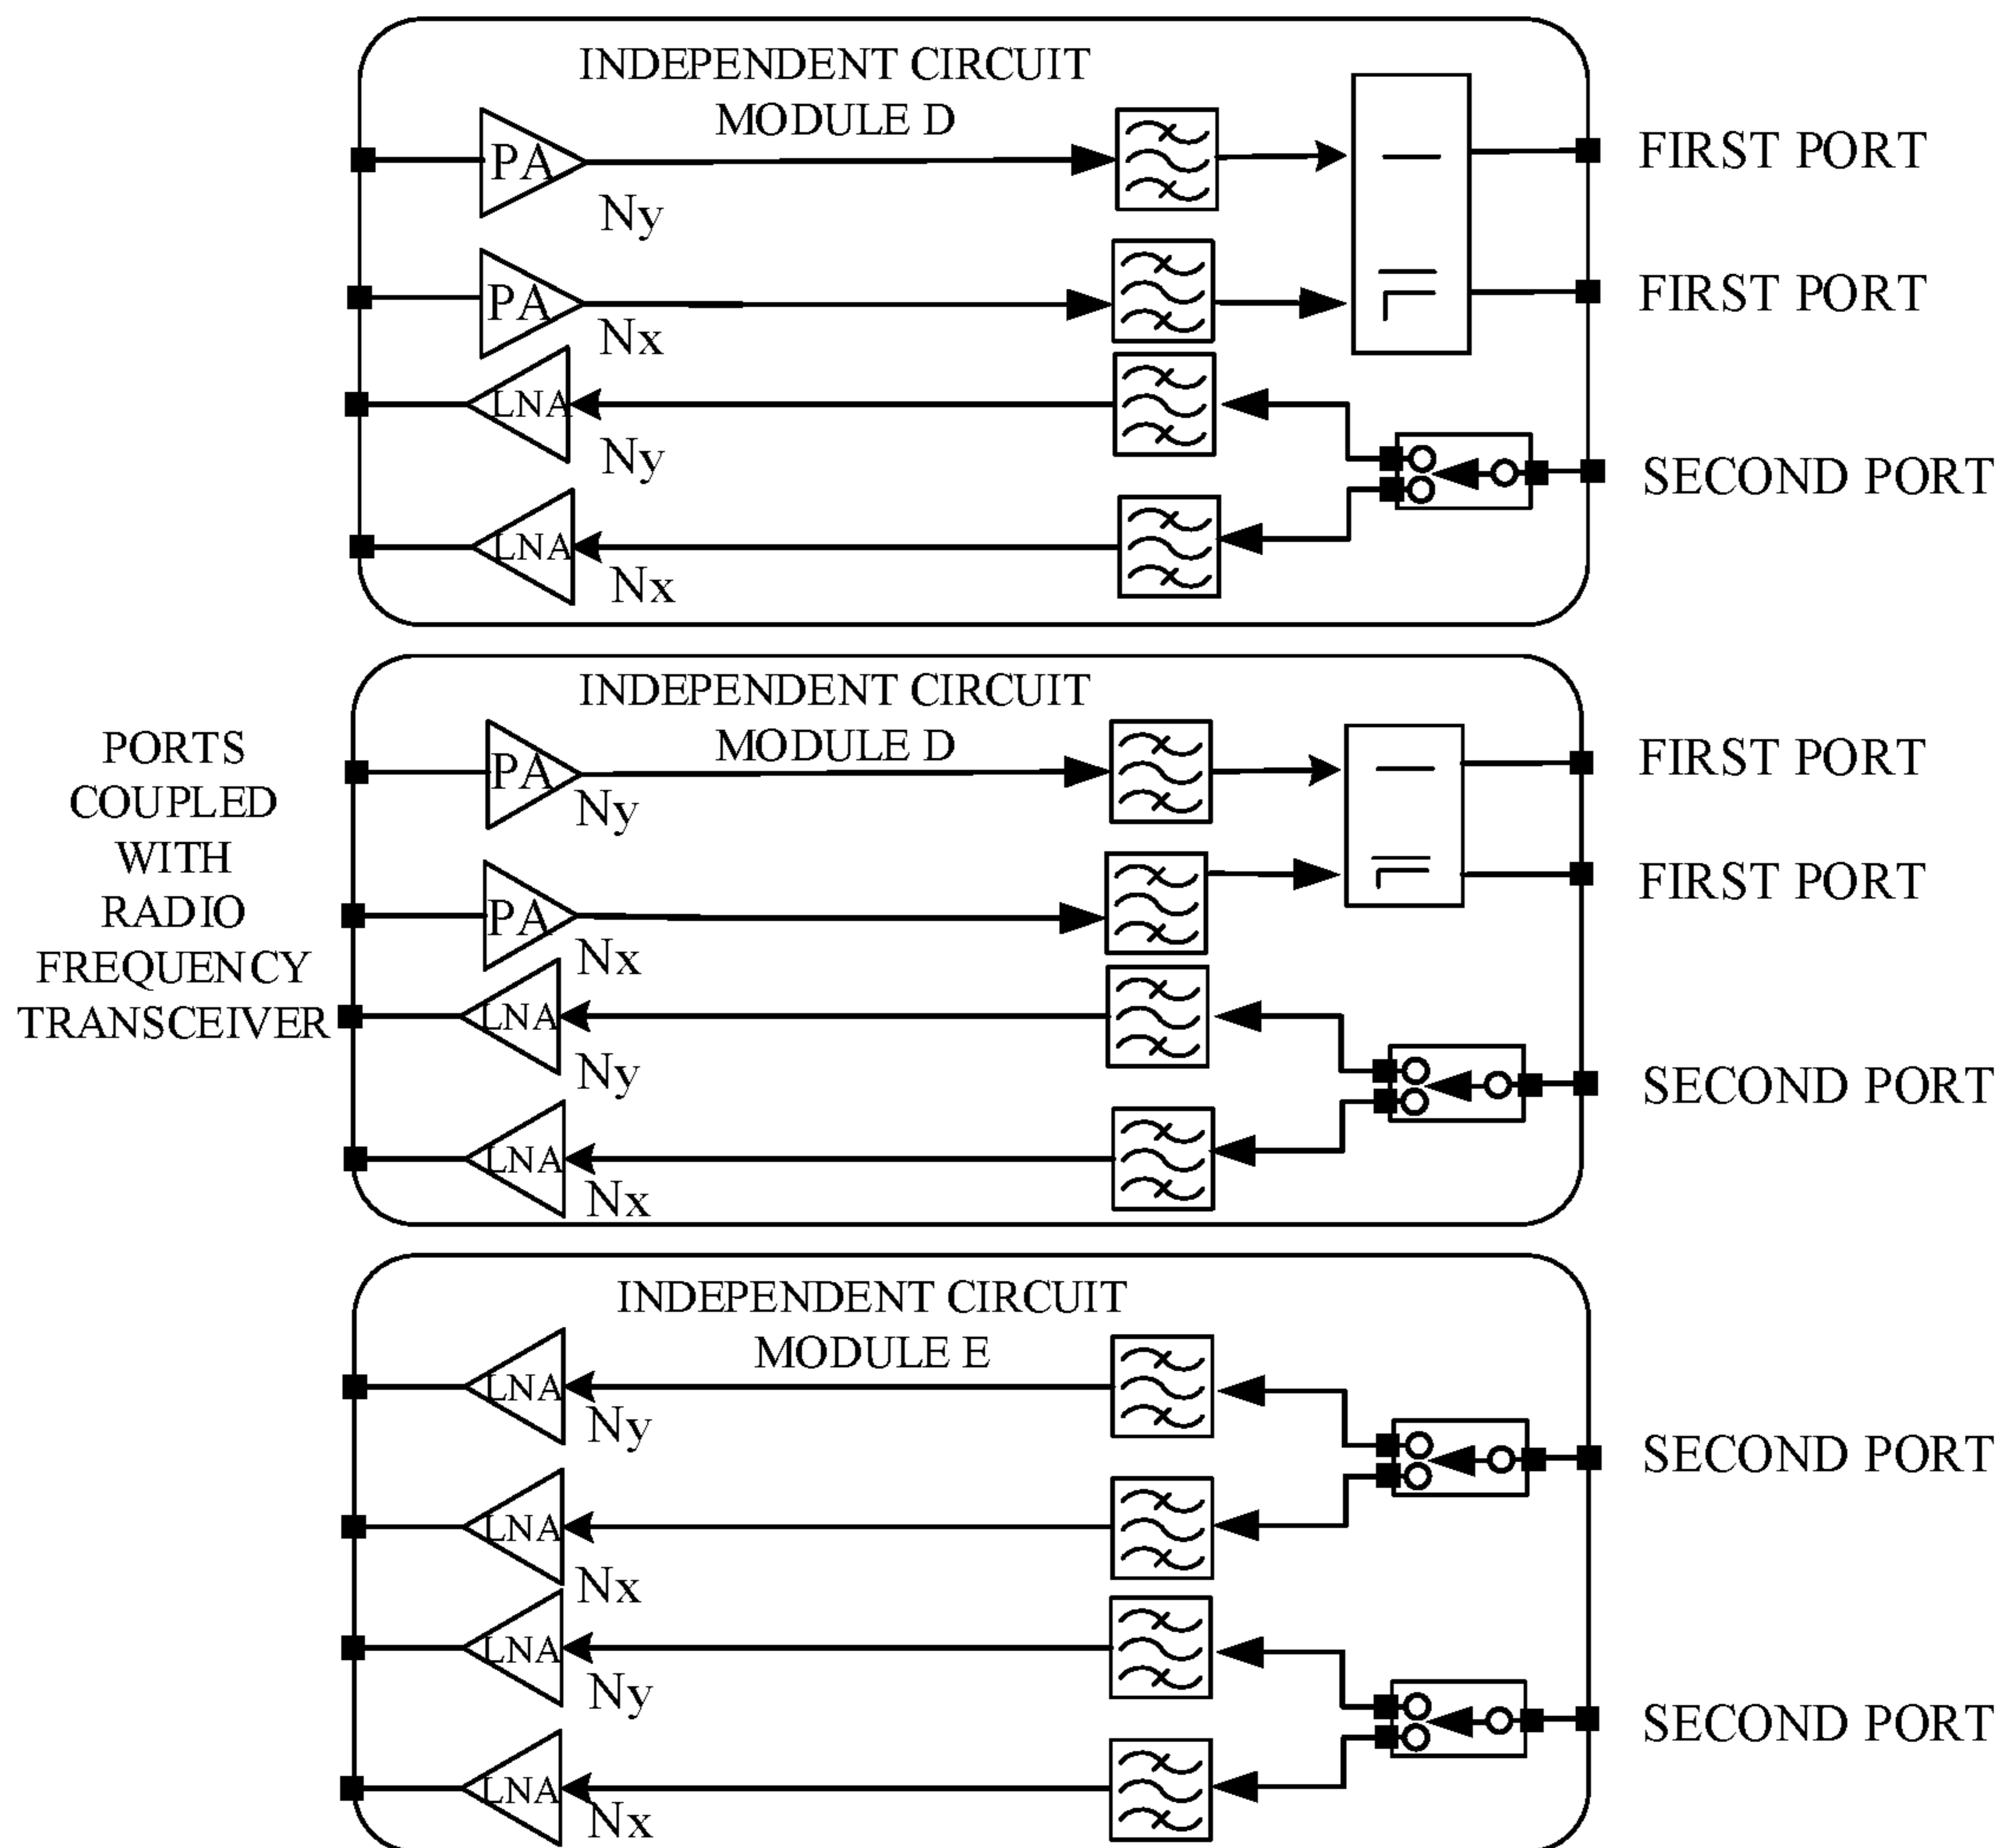 INDEPENDENT CIRCUIT
MODULE D
PA
Ny
PA
Nx
LNA
Ny
LNA
Nx
FIRST PORT
FIRST PORT
SECOND PORT
PORTS
COUPLED
WITH
RADIO
FREQUENCY
TRANSCEIVER
INDEPENDENT CIRCUIT
MODULE D
PA
Ny
PA
Nx
LNA
Ny
LNA
Nx
FIRST PORT
FIRST PORT
SECOND PORT
INDEPENDENT CIRCUIT
MODULE E
LNA
Ny
LNA
Nx
LNA
Ny
LNA
Nx
SECOND PORT
SECOND PORT